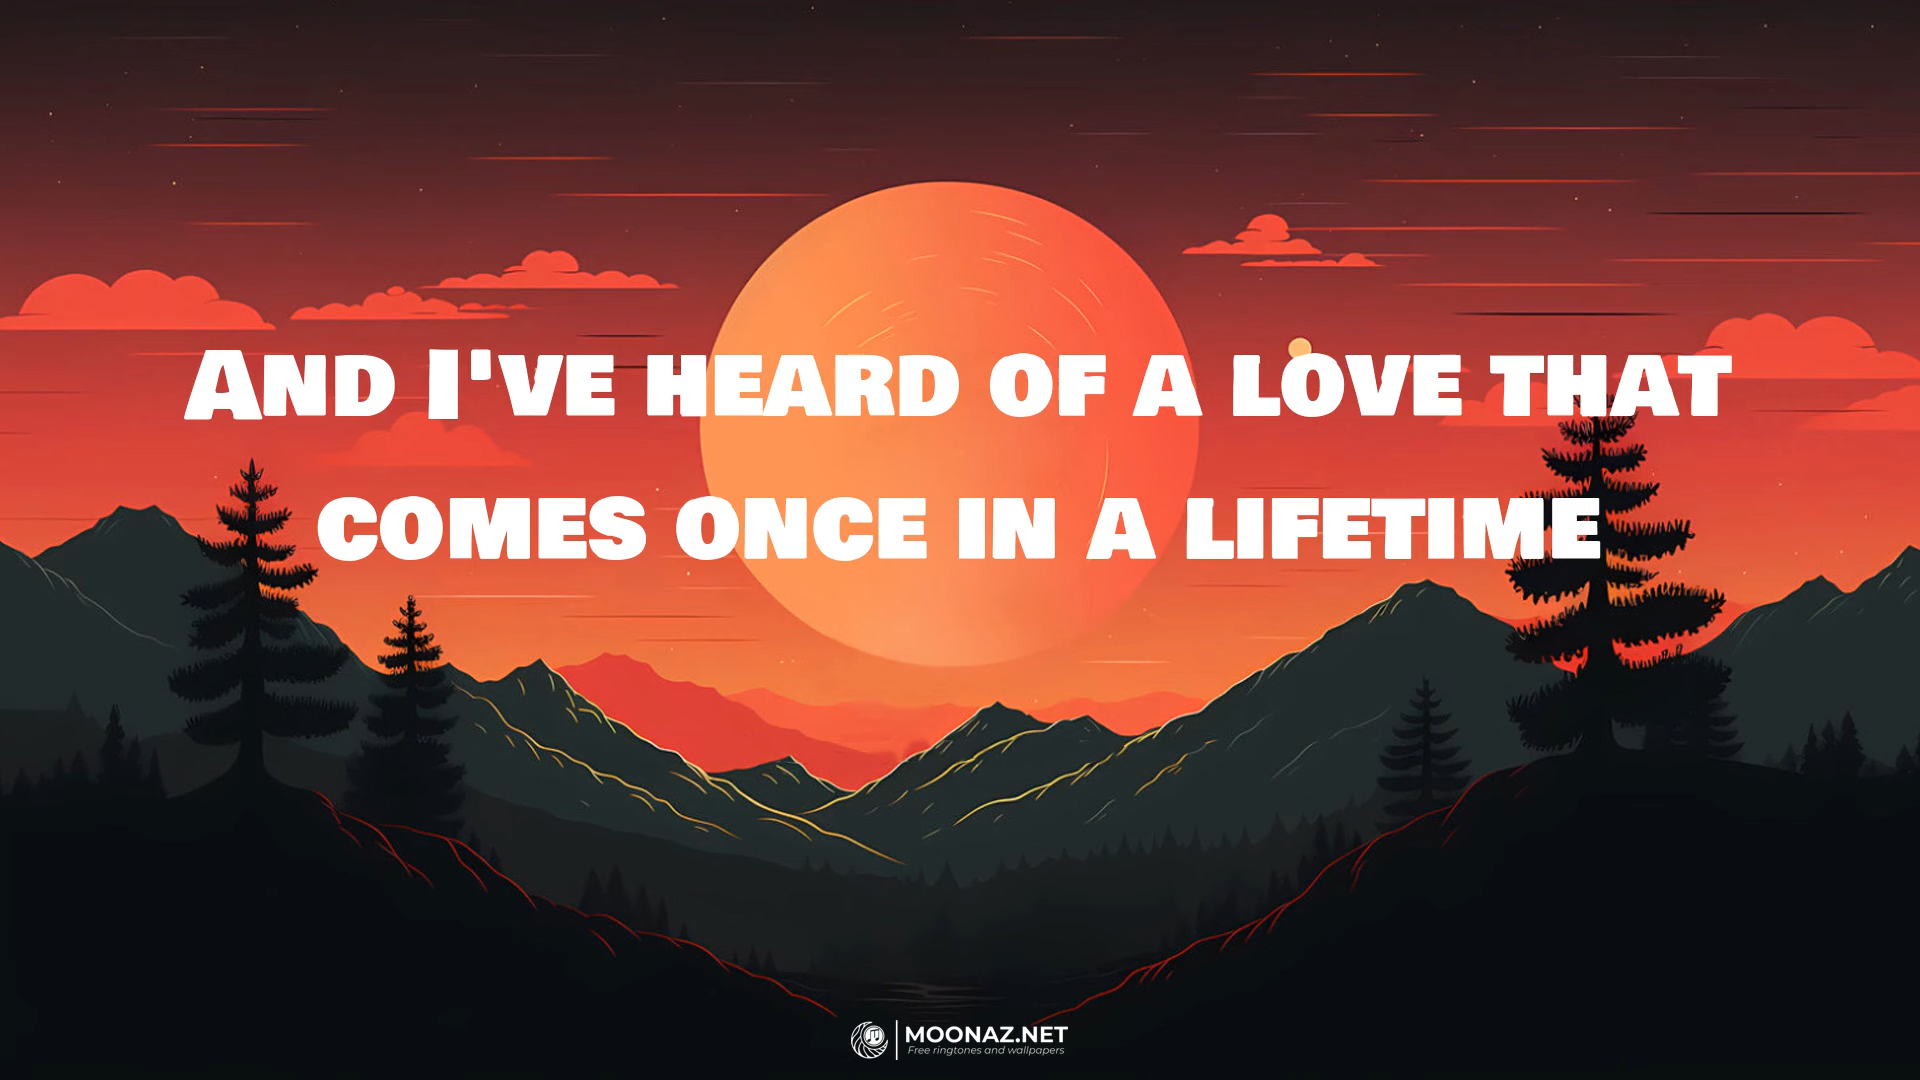 And I've heard of a love that
comes once in a lifetime
MOONAZ.NET
Free ringtones and wallpapers